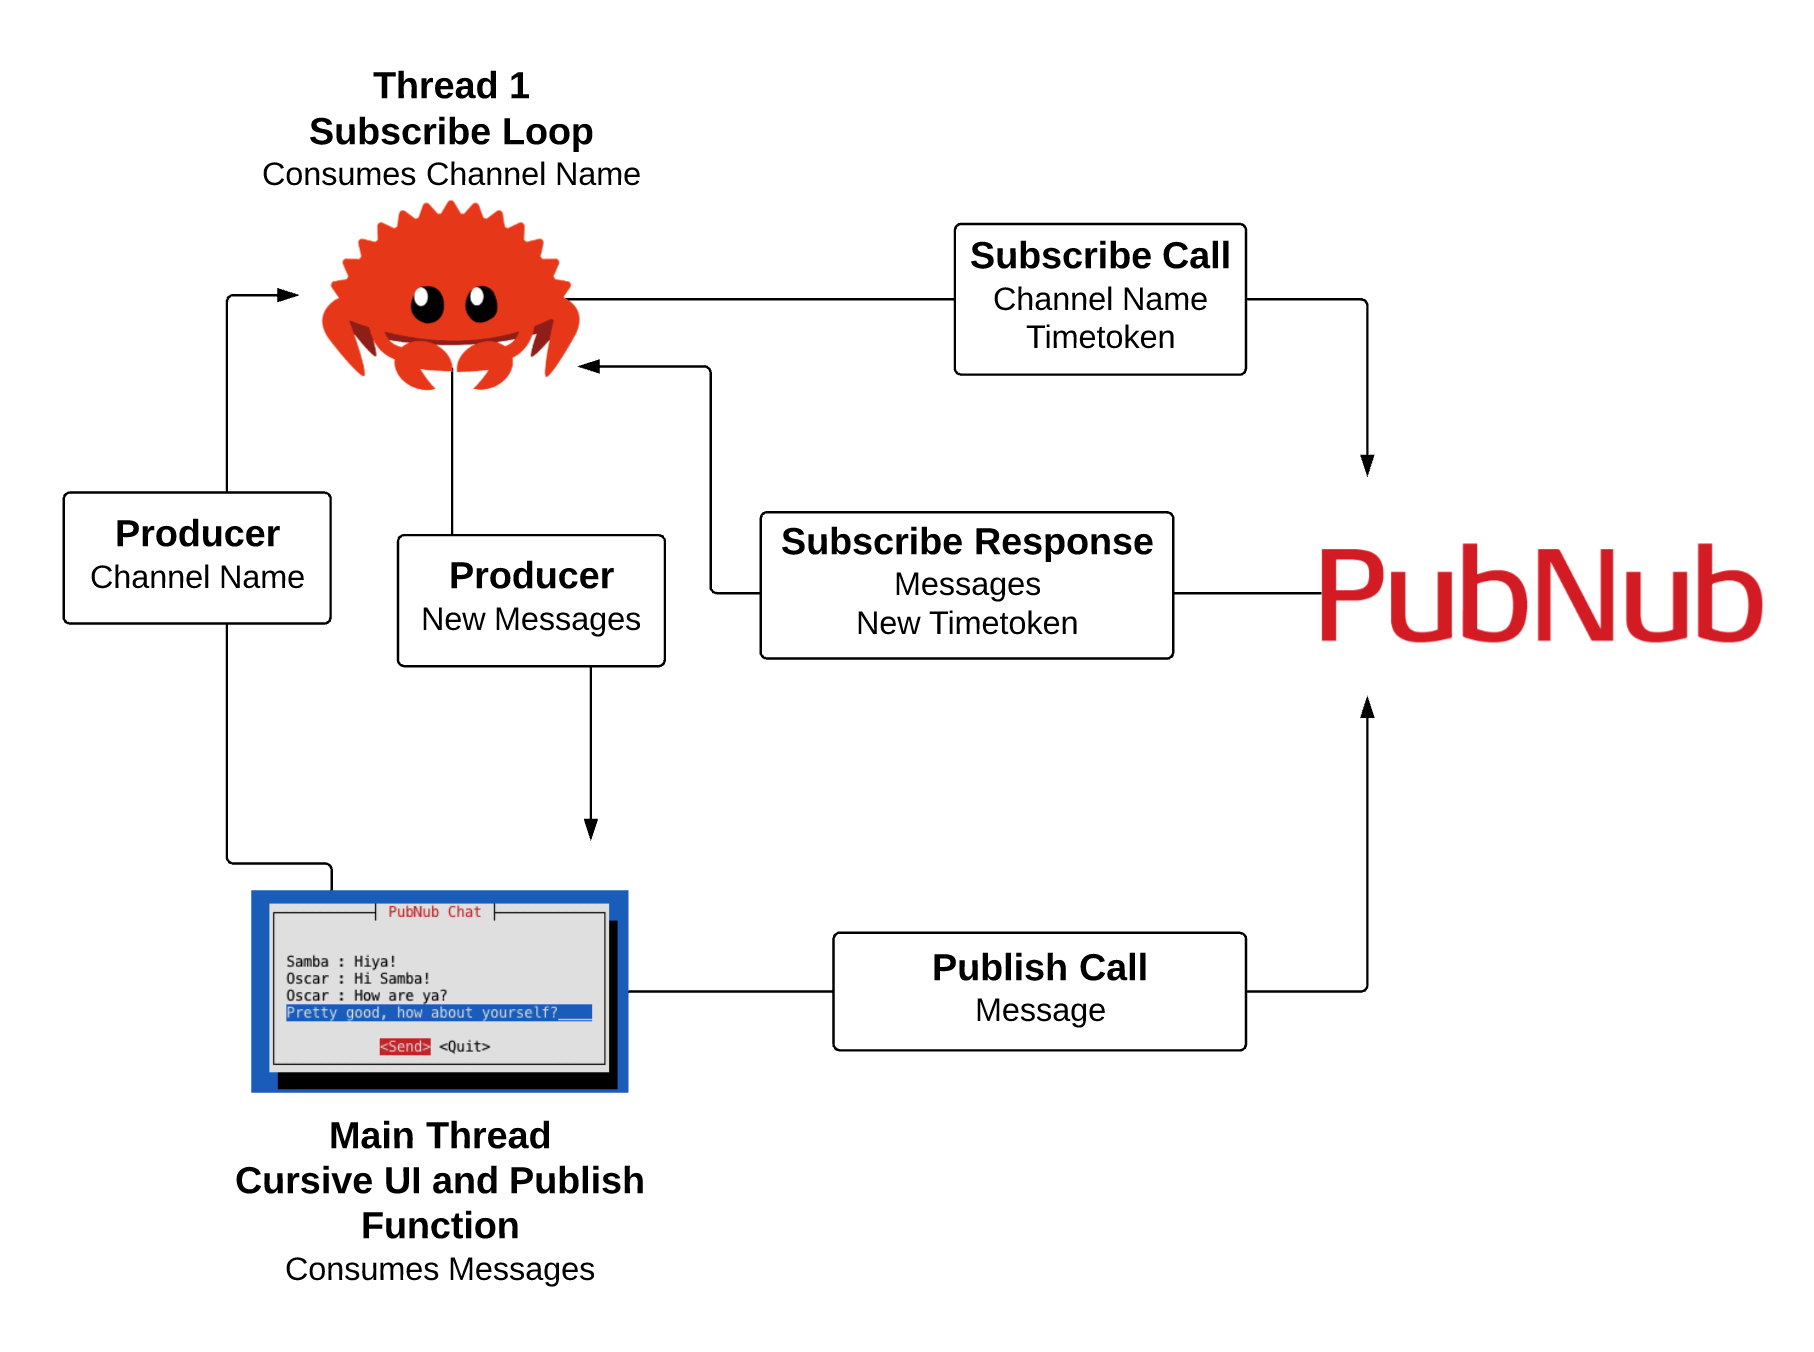 Thread 1
Subscribe Loop
Consumes Channel Name
Subscribe Call
Channel Name
Timetoken
Producer
Channel Name
Producer
New Messages
Subscribe Response
Messages
New Timetoken
PubNub
PubNub Chat
Samba : Hiya!
Oscar : Hi Samba!
Oscar : How are ya?
Pretty good, how about yourself?___
<Send> <Quit>
Publish Call
Message
Main Thread
Cursive UI and Publish
Function
Consumes Messages